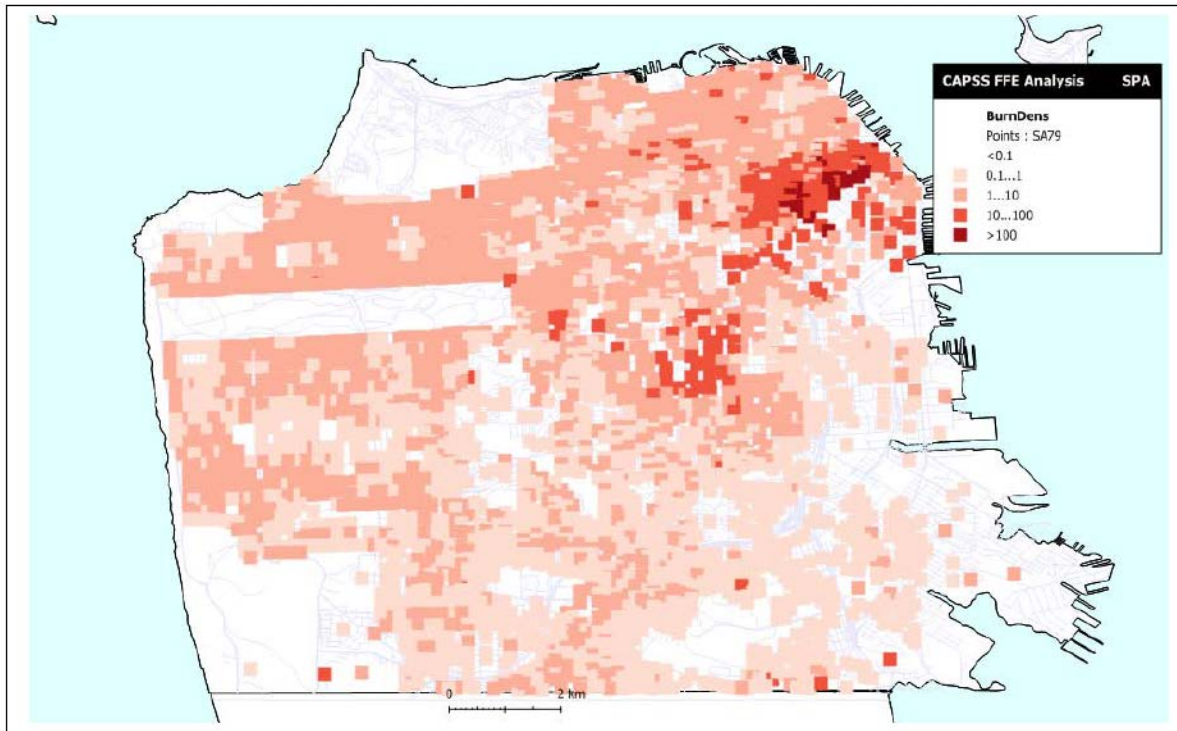 CAPSS FFE Analysis SPA
BurnDens
Points : SA79
<0.1
0.1...1
1...10
10...100
>100
0 2 km